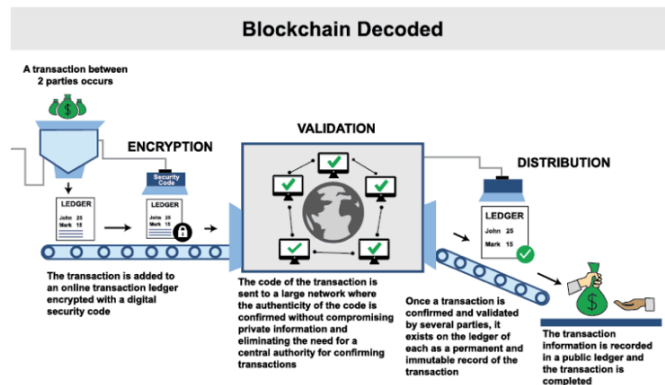 Blockchain Decoded
A transaction between
2 parties occurs
ENCRYPTION
Security
Code
LEDGER
John 25
Mark 15
LEDGER
John 25
Mark 15
The transaction is added to
an online transaction ledger
encrypted with a digital
security code
VALIDATION
The code of the transaction is
sent to a large network where
the authenticity of the code is
confirmed without compromising
private information and
eliminating the need for a
central authority for confirming
transactions
DISTRIBUTION
LEDGER
John 25
Mark 15
Once a transaction is
confirmed and validated
by several parties, it
exists on the ledger of
each as a permanent and
immutable record of the
transaction
$
The transaction
information is recorded
in a public ledger and
the transaction is
completed